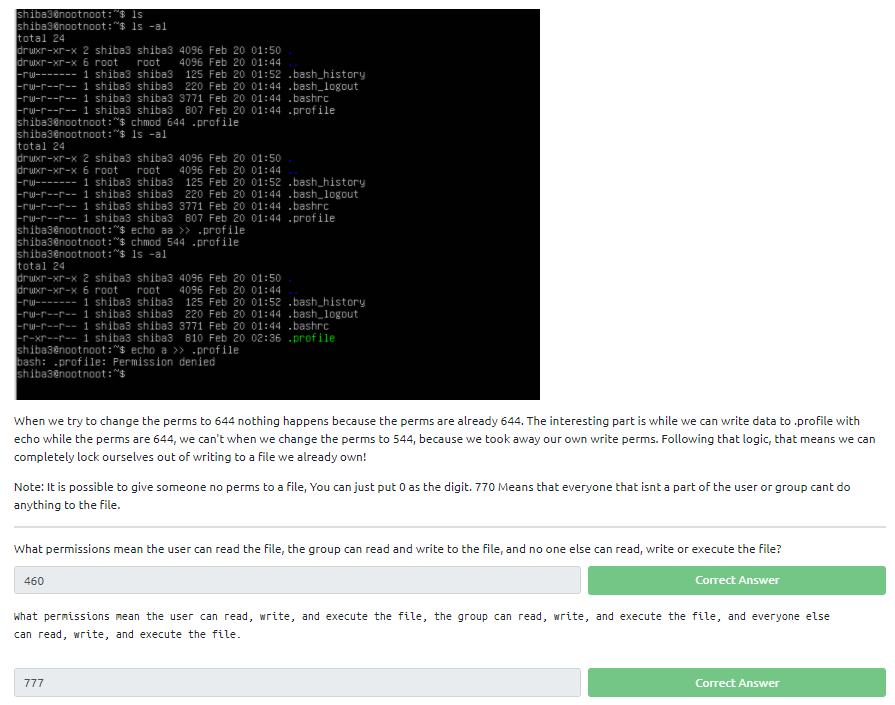 shiba3@nootnoot:~$ ls
shiba3@nootnoot:~$ ls -al
total 24
drwxr-xr-x 2 shiba3 shiba3 4096 Feb 20 01:50 .
drwxr-xr-x 6 root   root   4096 Feb 20 01:44 ..
-rw------- 1 shiba3 shiba3  125 Feb 20 01:52 .bash_history
-rw-r--r-- 1 shiba3 shiba3  220 Feb 20 01:44 .bash_logout
-rw-r--r-- 1 shiba3 shiba3 3771 Feb 20 01:44 .bashrc
-rw-r--r-- 1 shiba3 shiba3  807 Feb 20 01:44 .profile
shiba3@nootnoot:~$ chmod 644 .profile
shiba3@nootnoot:~$ ls -al
total 24
drwxr-xr-x 2 shiba3 shiba3 4096 Feb 20 01:50 .
drwxr-xr-x 6 root   root   4096 Feb 20 01:44 ..
-rw------- 1 shiba3 shiba3  125 Feb 20 01:52 .bash_history
-rw-r--r-- 1 shiba3 shiba3  220 Feb 20 01:44 .bash_logout
-rw-r--r-- 1 shiba3 shiba3 3771 Feb 20 01:44 .bashrc
-rw-r--r-- 1 shiba3 shiba3  807 Feb 20 01:44 .profile
shiba3@nootnoot:~$ echo aa >> .profile
shiba3@nootnoot:~$ chmod 544 .profile
shiba3@nootnoot:~$ ls -al
total 24
drwxr-xr-x 2 shiba3 shiba3 4096 Feb 20 01:50 .
drwxr-xr-x 6 root   root   4096 Feb 20 01:44 ..
-rw------- 1 shiba3 shiba3  125 Feb 20 01:52 .bash_history
-rw-r--r-- 1 shiba3 shiba3  220 Feb 20 01:44 .bash_logout
-rw-r--r-- 1 shiba3 shiba3 3771 Feb 20 01:44 .bashrc
-r-xr--r-- 1 shiba3 shiba3  810 Feb 20 02:36 .profile
shiba3@nootnoot:~$ echo a >> .profile
bash: .profile: Permission denied
shiba3@nootnoot:~$
When we try to change the perms to 644 nothing happens because the perms are already 644. The interesting part is while we can write data to .profile with
echo while the perms are 644, we can't when we change the perms to 544, because we took away our own write perms. Following that logic, that means we can
completely lock ourselves out of writing to a file we already own!
Note: It is possible to give someone no perms to a file, You can just put 0 as the digit. 770 Means that everyone that isnt a part of the user or group cant do
anything to the file.
What permissions mean the user can read the file, the group can read and write to the file, and no one else can read, write or execute the file?
460
Correct Answer
What permissions mean the user can read, write, and execute the file, the group can read, write, and execute the file, and everyone else
can read, write, and execute the file.
777
Correct Answer